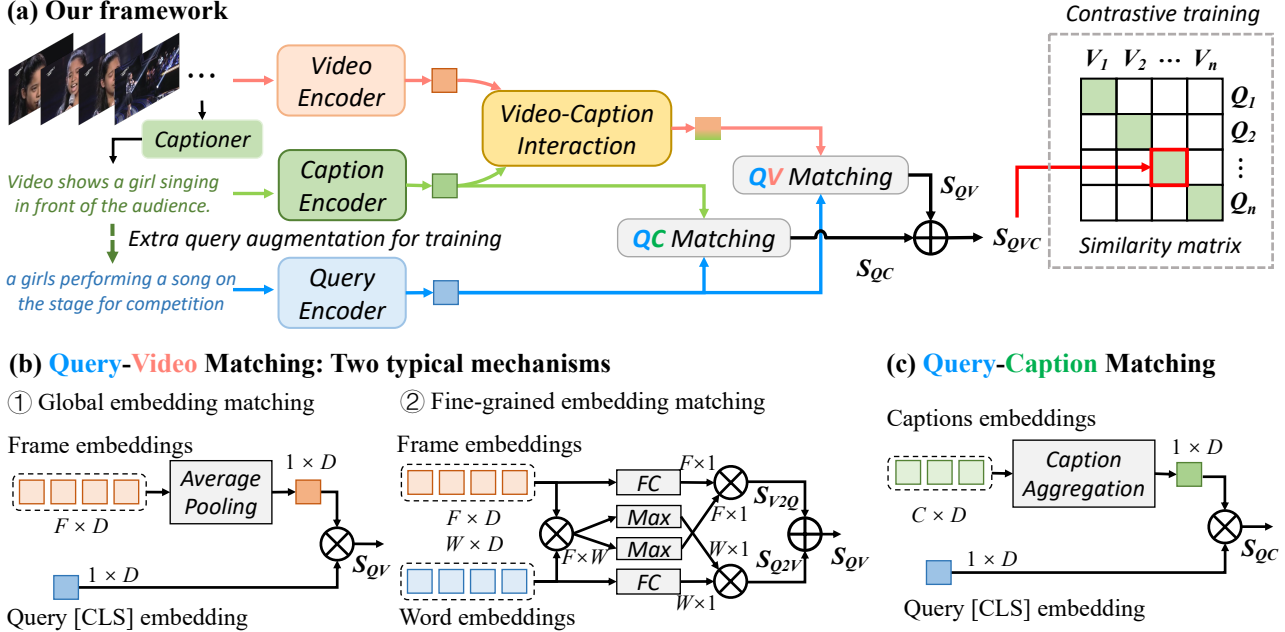 (a) Our framework
Contrastive training
...
Video
Encoder
V1 V2 ... Vn
Q1
Q2
⋮
Qn
Captioner
Video-Caption
Interaction
Video shows a girl singing
in front of the audience.
Caption
Encoder
QV Matching
SQV
QC Matching
SQC
SQVC
Similarity matrix
Extra query augmentation for training
a girls performing a song on
the stage for competition
Query
Encoder
(b) Query-Video Matching: Two typical mechanisms
① Global embedding matching
Frame embeddings
F × D
Average
Pooling
1 × D
SQV
1 × D
Query [CLS] embedding
② Fine-grained embedding matching
Frame embeddings
F × D
W × D
Word embeddings
F×W
FC
Max
Max
FC
F×1
F×1
W×1
W×1
SV2Q
SQ2V
SQV
(c) Query-Caption Matching
Captions embeddings
C × D
Caption
Aggregation
1 × D
SQC
1 × D
Query [CLS] embedding